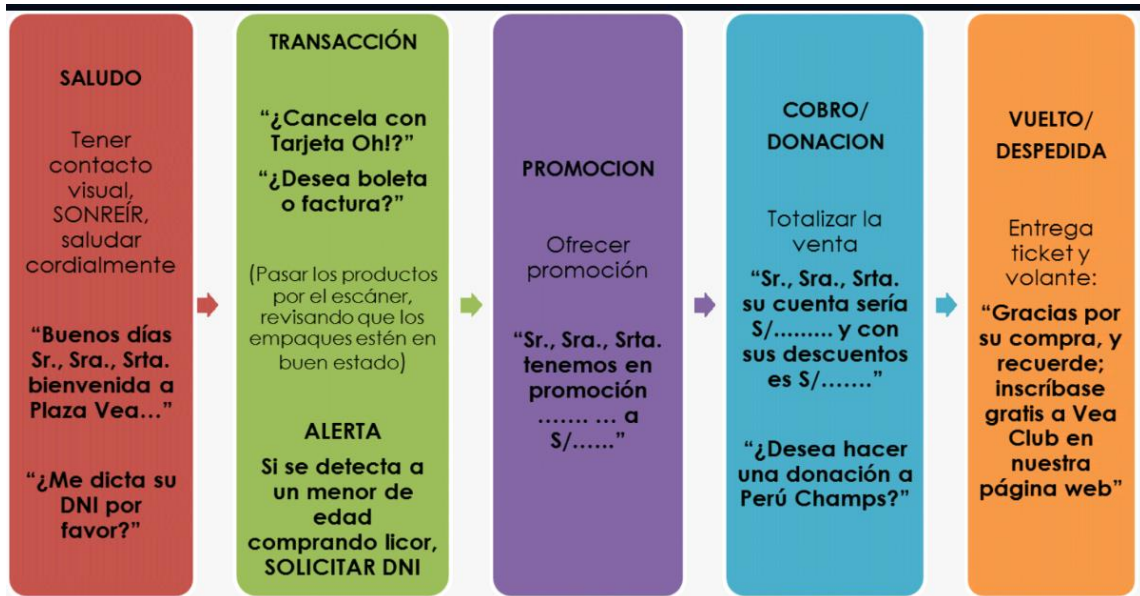 SALUDO
Tener
contacto
visual,
SONREÍR,
saludar
cordialmente
“Buenos días
Sr., Sra., Srta.
bienvenida a
Plaza Vea…”
“¿Me dicta su
DNI por
favor?”
TRANSACCIÓN
“¿Cancela con
Tarjeta Oh!?”
“¿Desea boleta
o factura?”
(Pasar los productos
por el escáner,
revisando que los
empaques estén en
buen estado)
ALERTA
Si se detecta a
un menor de
edad
comprando licor,
SOLICITAR DNI
PROMOCION
Ofrecer
promoción
“Sr., Sra., Srta.
tenemos en
promoción
……. … a
S/……”
COBRO/
DONACION
Totalizar la
venta
“Sr., Sra., Srta.
su cuenta sería
S/……… y con
sus descuentos
es S/…….”
“¿Desea hacer
una donación a
Perú Champs?”
VUELTO/
DESPEDIDA
Entrega
ticket y
volante:
“Gracias por
su compra, y
recuerde;
inscríbase
gratis a Vea
Club en
nuestra
página web”